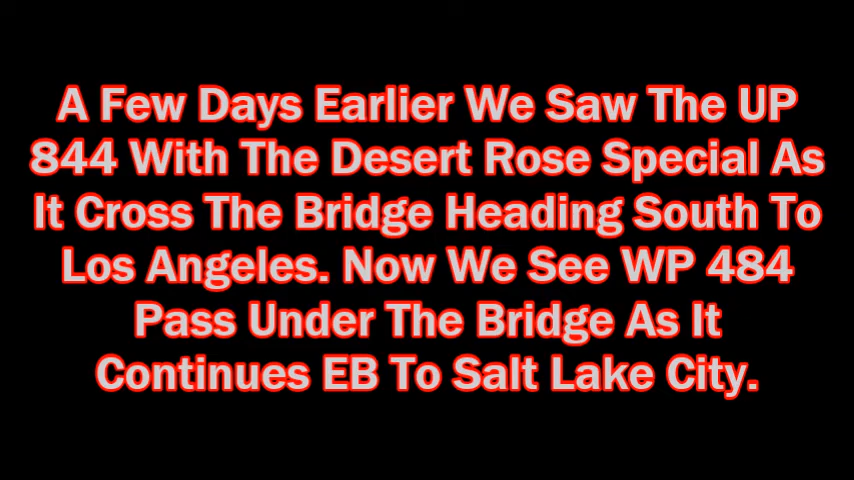 A Few Days Earlier We Saw The UP
844 With The Desert Rose Special As
It Cross The Bridge Heading South To
Los Angeles. Now We See WP 484
Pass Under The Bridge As It
Continues EB To Salt Lake City.